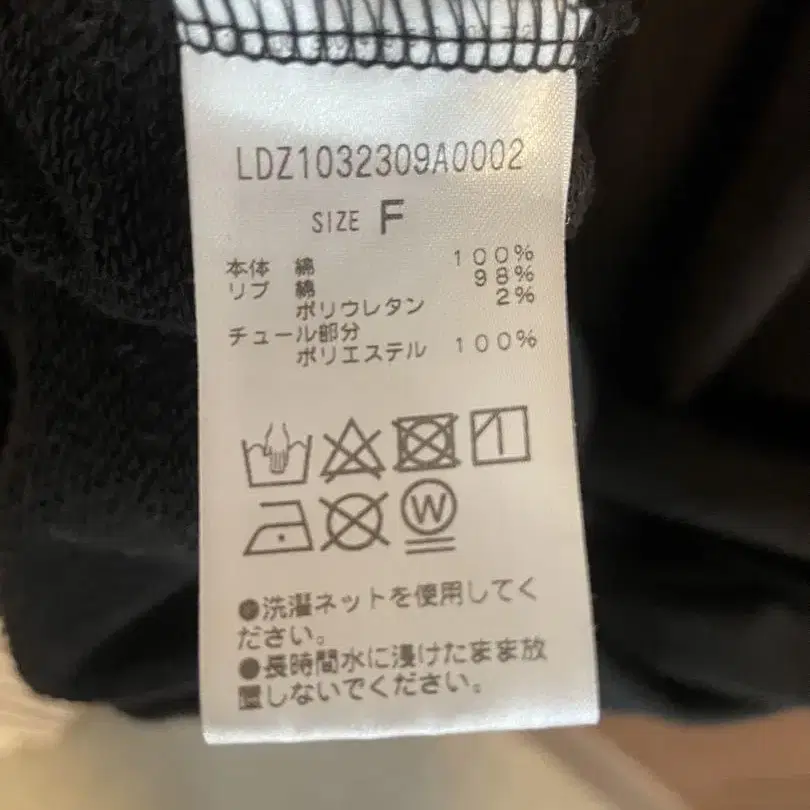 LDZ1032309A0002
SIZE F
本体 綿 100%
リブ 綿 98%
ポリウレタン 2%
チュール部分
ポリエステル 100%
W
●洗濯ネットを使用してく
ださい。
●長時間水に浸けたまま放
置しないでください。